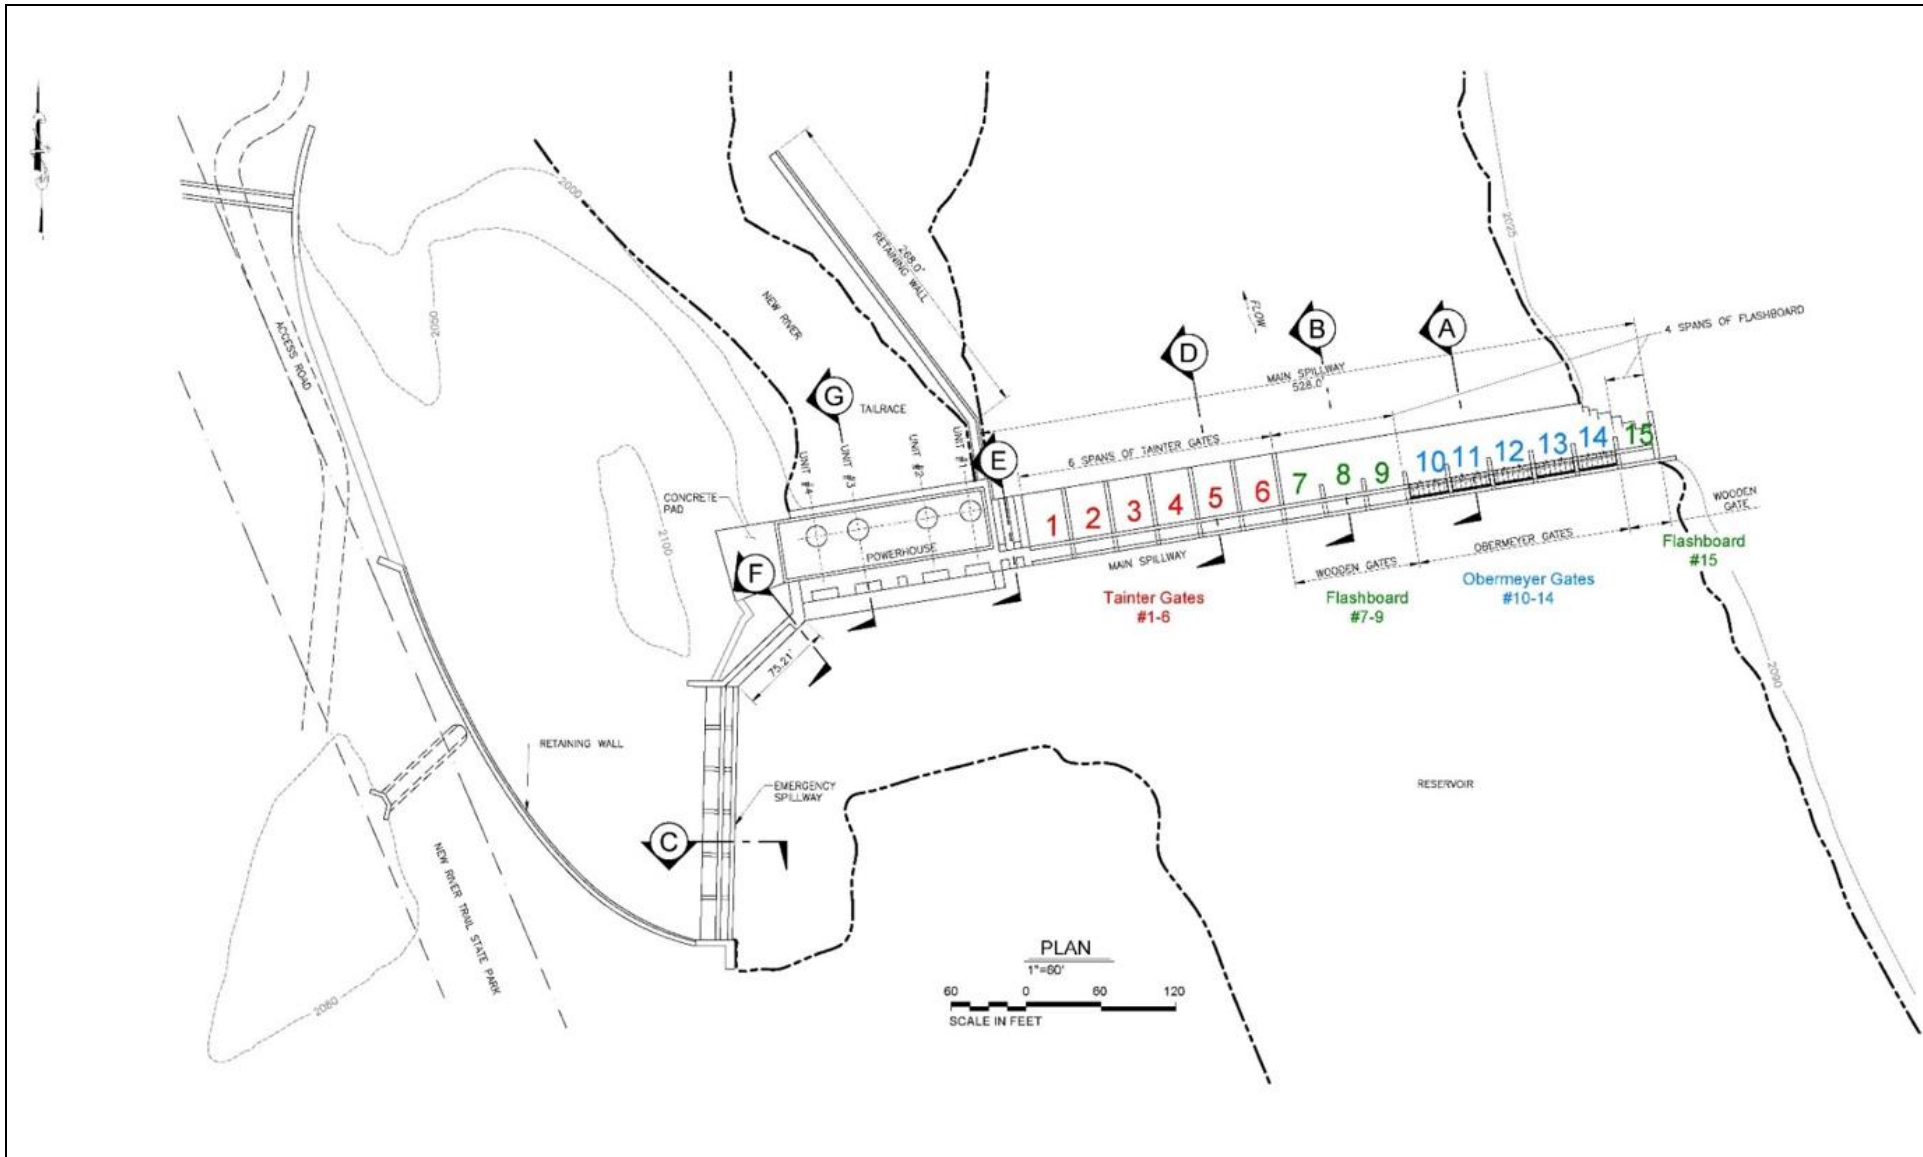 2000
2050
2025
268.0'
RETAINING WALL
ACCESS ROAD
NEW RIVER
FLOW
4 SPANS OF FLASHBOARD
D
B
A
MAIN SPILLWAY
528.0'
G
TAILRACE
UNIT #4
UNIT #3
UNIT #2
UNIT #1
E
6 SPANS OF TAINTER GATES
1
2
3
4
5
6
7
8
9
10
11
12
13
14
15
CONCRETE
PAD
2100
POWERHOUSE
F
MAIN SPILLWAY
WOODEN GATES
OBERMEYER GATES
WOODEN
GATE
Tainter Gates
#1-6
Flashboard
#7-9
Obermeyer Gates
#10-14
Flashboard
#15
75.21'
2090
RETAINING WALL
EMERGENCY
SPILLWAY
RESERVOIR
C
NEW RIVER TRAIL STATE PARK
2060
PLAN
1"=60'
60
0
60
120
SCALE IN FEET